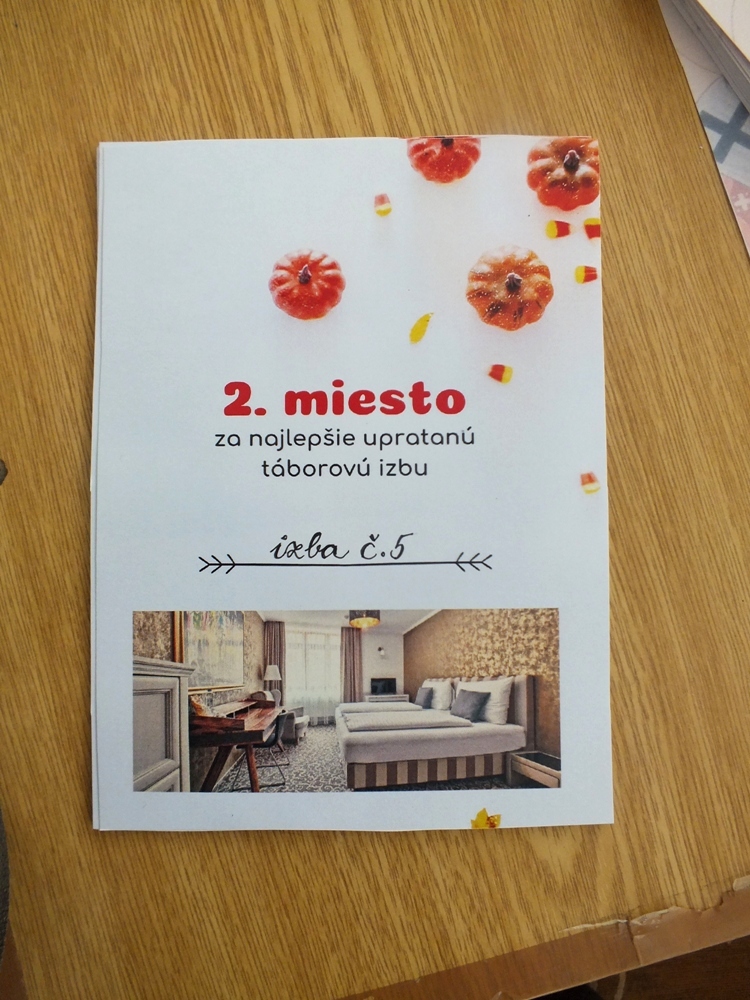 2. miesto
za najlepšie upratanú
táborovú izbu
izba č.5